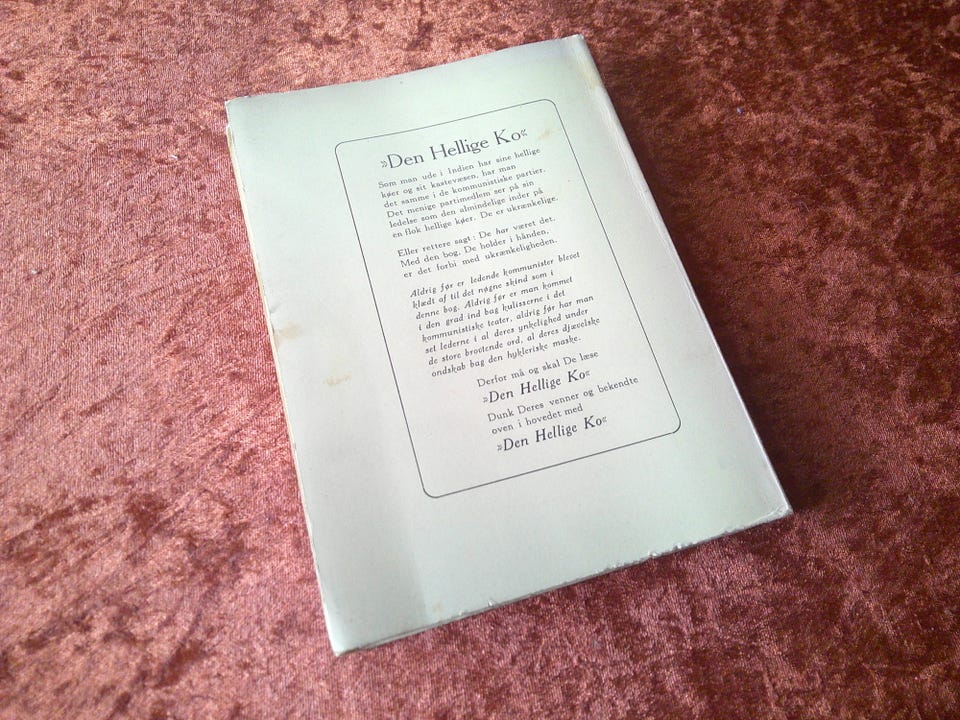 »Den Hellige Ko«
Som man ude i Indien har sine hellige
køer og sit kastevæsen, har man
det samme i de kommunistiske partier.
Det menige partimedlem ser på sin
ledelse som den almindelige inder på
en flok hellige køer. De er ukrænkelige.
Eller rettere sagt: De har været det.
Med den bog, De holder i hånden,
er det forbi med ukrænkeligheden.
Aldrig før er ledende kommunister blevet
klædt af til det nøgne skind som i
denne bog. Aldrig før er man kommet
i den grad ind bag kulisserne i det
kommunistiske teater, aldrig før har man
set lederne i al deres ynkelighed under
de store brovtende ord, al deres djævelske
ondskab bag den hykleriske maske.
Derfor må og skal De læse
»Den Hellige Ko«
Dunk Deres venner og bekendte
oven i hovedet med
»Den Hellige Ko«